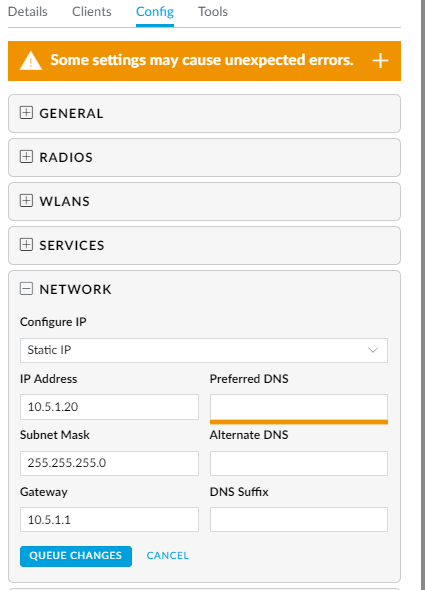 Details Clients Config Tools
Some settings may cause unexpected errors.
GENERAL
RADIOS
WLANS
SERVICES
NETWORK
Configure IP
Static IP
IP Address Preferred DNS
10.5.1.20
Subnet Mask Alternate DNS
255.255.255.0
Gateway DNS Suffix
10.5.1.1
QUEUE CHANGES CANCEL